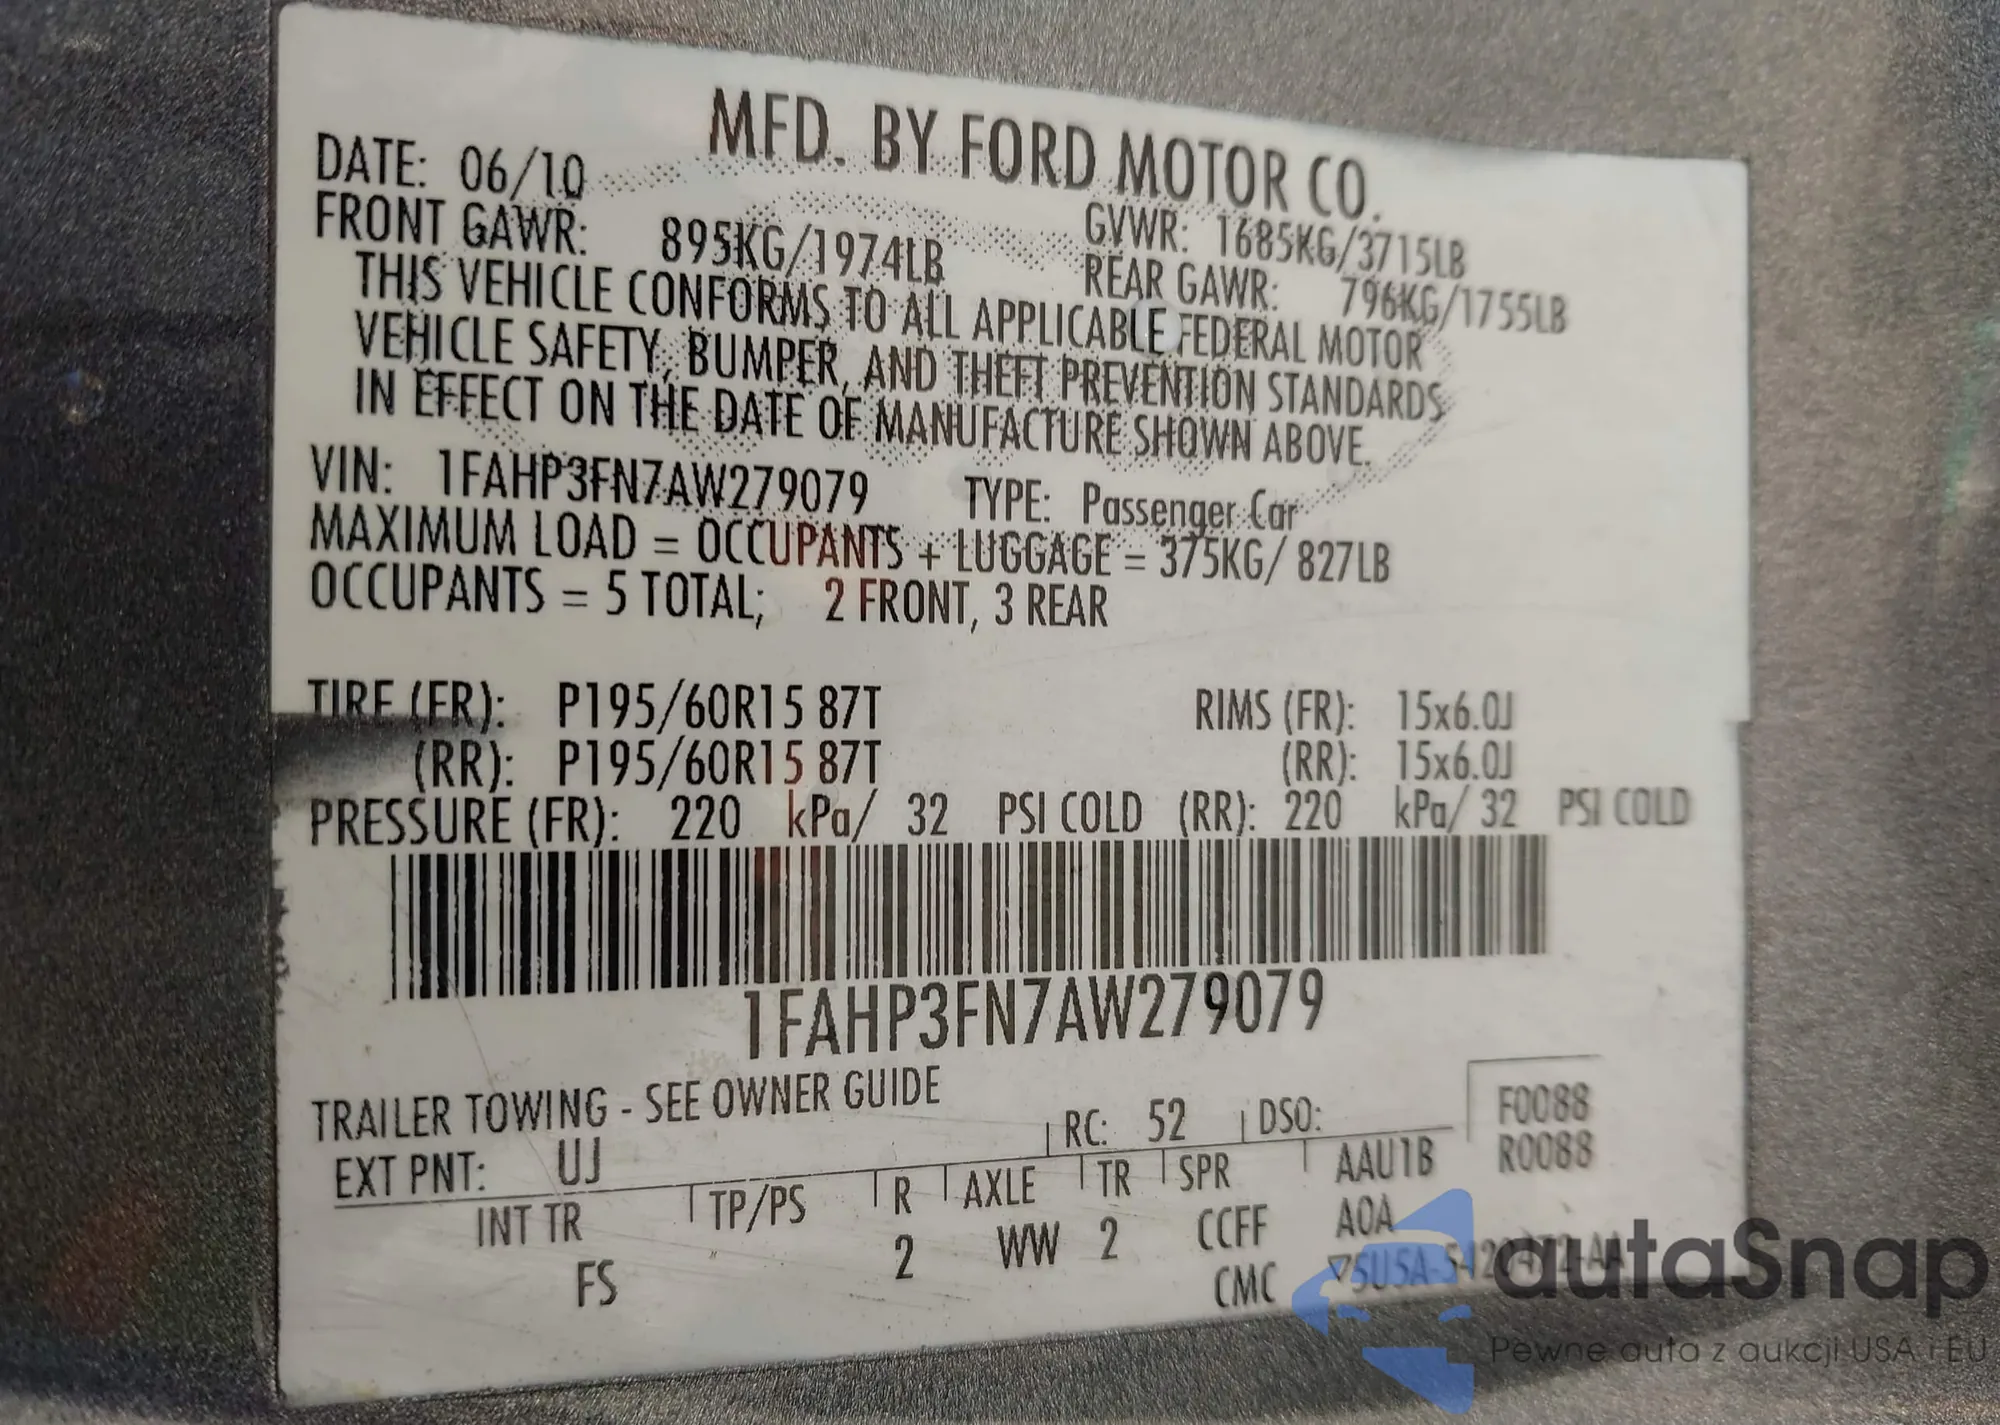 MFD. BY FORD MOTOR CO.
DATE: 06/10
GVWR: 1685KG/3715LB
FRONT GAWR: 895KG/1974LB
REAR GAWR: 796KG/1755LB
THIS VEHICLE CONFORMS TO ALL APPLICABLE FEDERAL MOTOR
VEHICLE SAFETY, BUMPER, AND THEFT PREVENTION STANDARDS
IN EFFECT ON THE DATE OF MANUFACTURE SHOWN ABOVE.
VIN: 1FAHP3FN7AW279079 TYPE: Passenger Car
MAXIMUM LOAD = OCCUPANTS + LUGGAGE = 375KG/ 827LB
OCCUPANTS = 5 TOTAL; 2 FRONT, 3 REAR
TIRE (FR): P195/60R15 87T RIMS (FR): 15x6.0J
(RR): P195/60R15 87T (RR): 15x6.0J
PRESSURE (FR): 220 kPa/ 32 PSI COLD (RR): 220 kPa/ 32 PSI COLD
1FAHP3FN7AW279079
TRAILER TOWING - SEE OWNER GUIDE
F0088
EXT PNT: UJ RC: 52 DSO:
R0088
INT TR TP/PS R AXLE TR SPR AAU1B
FS 2 WW 2 CCFF A0A
CMC
autaSnap
Pewne auta z aukcji USA i EU